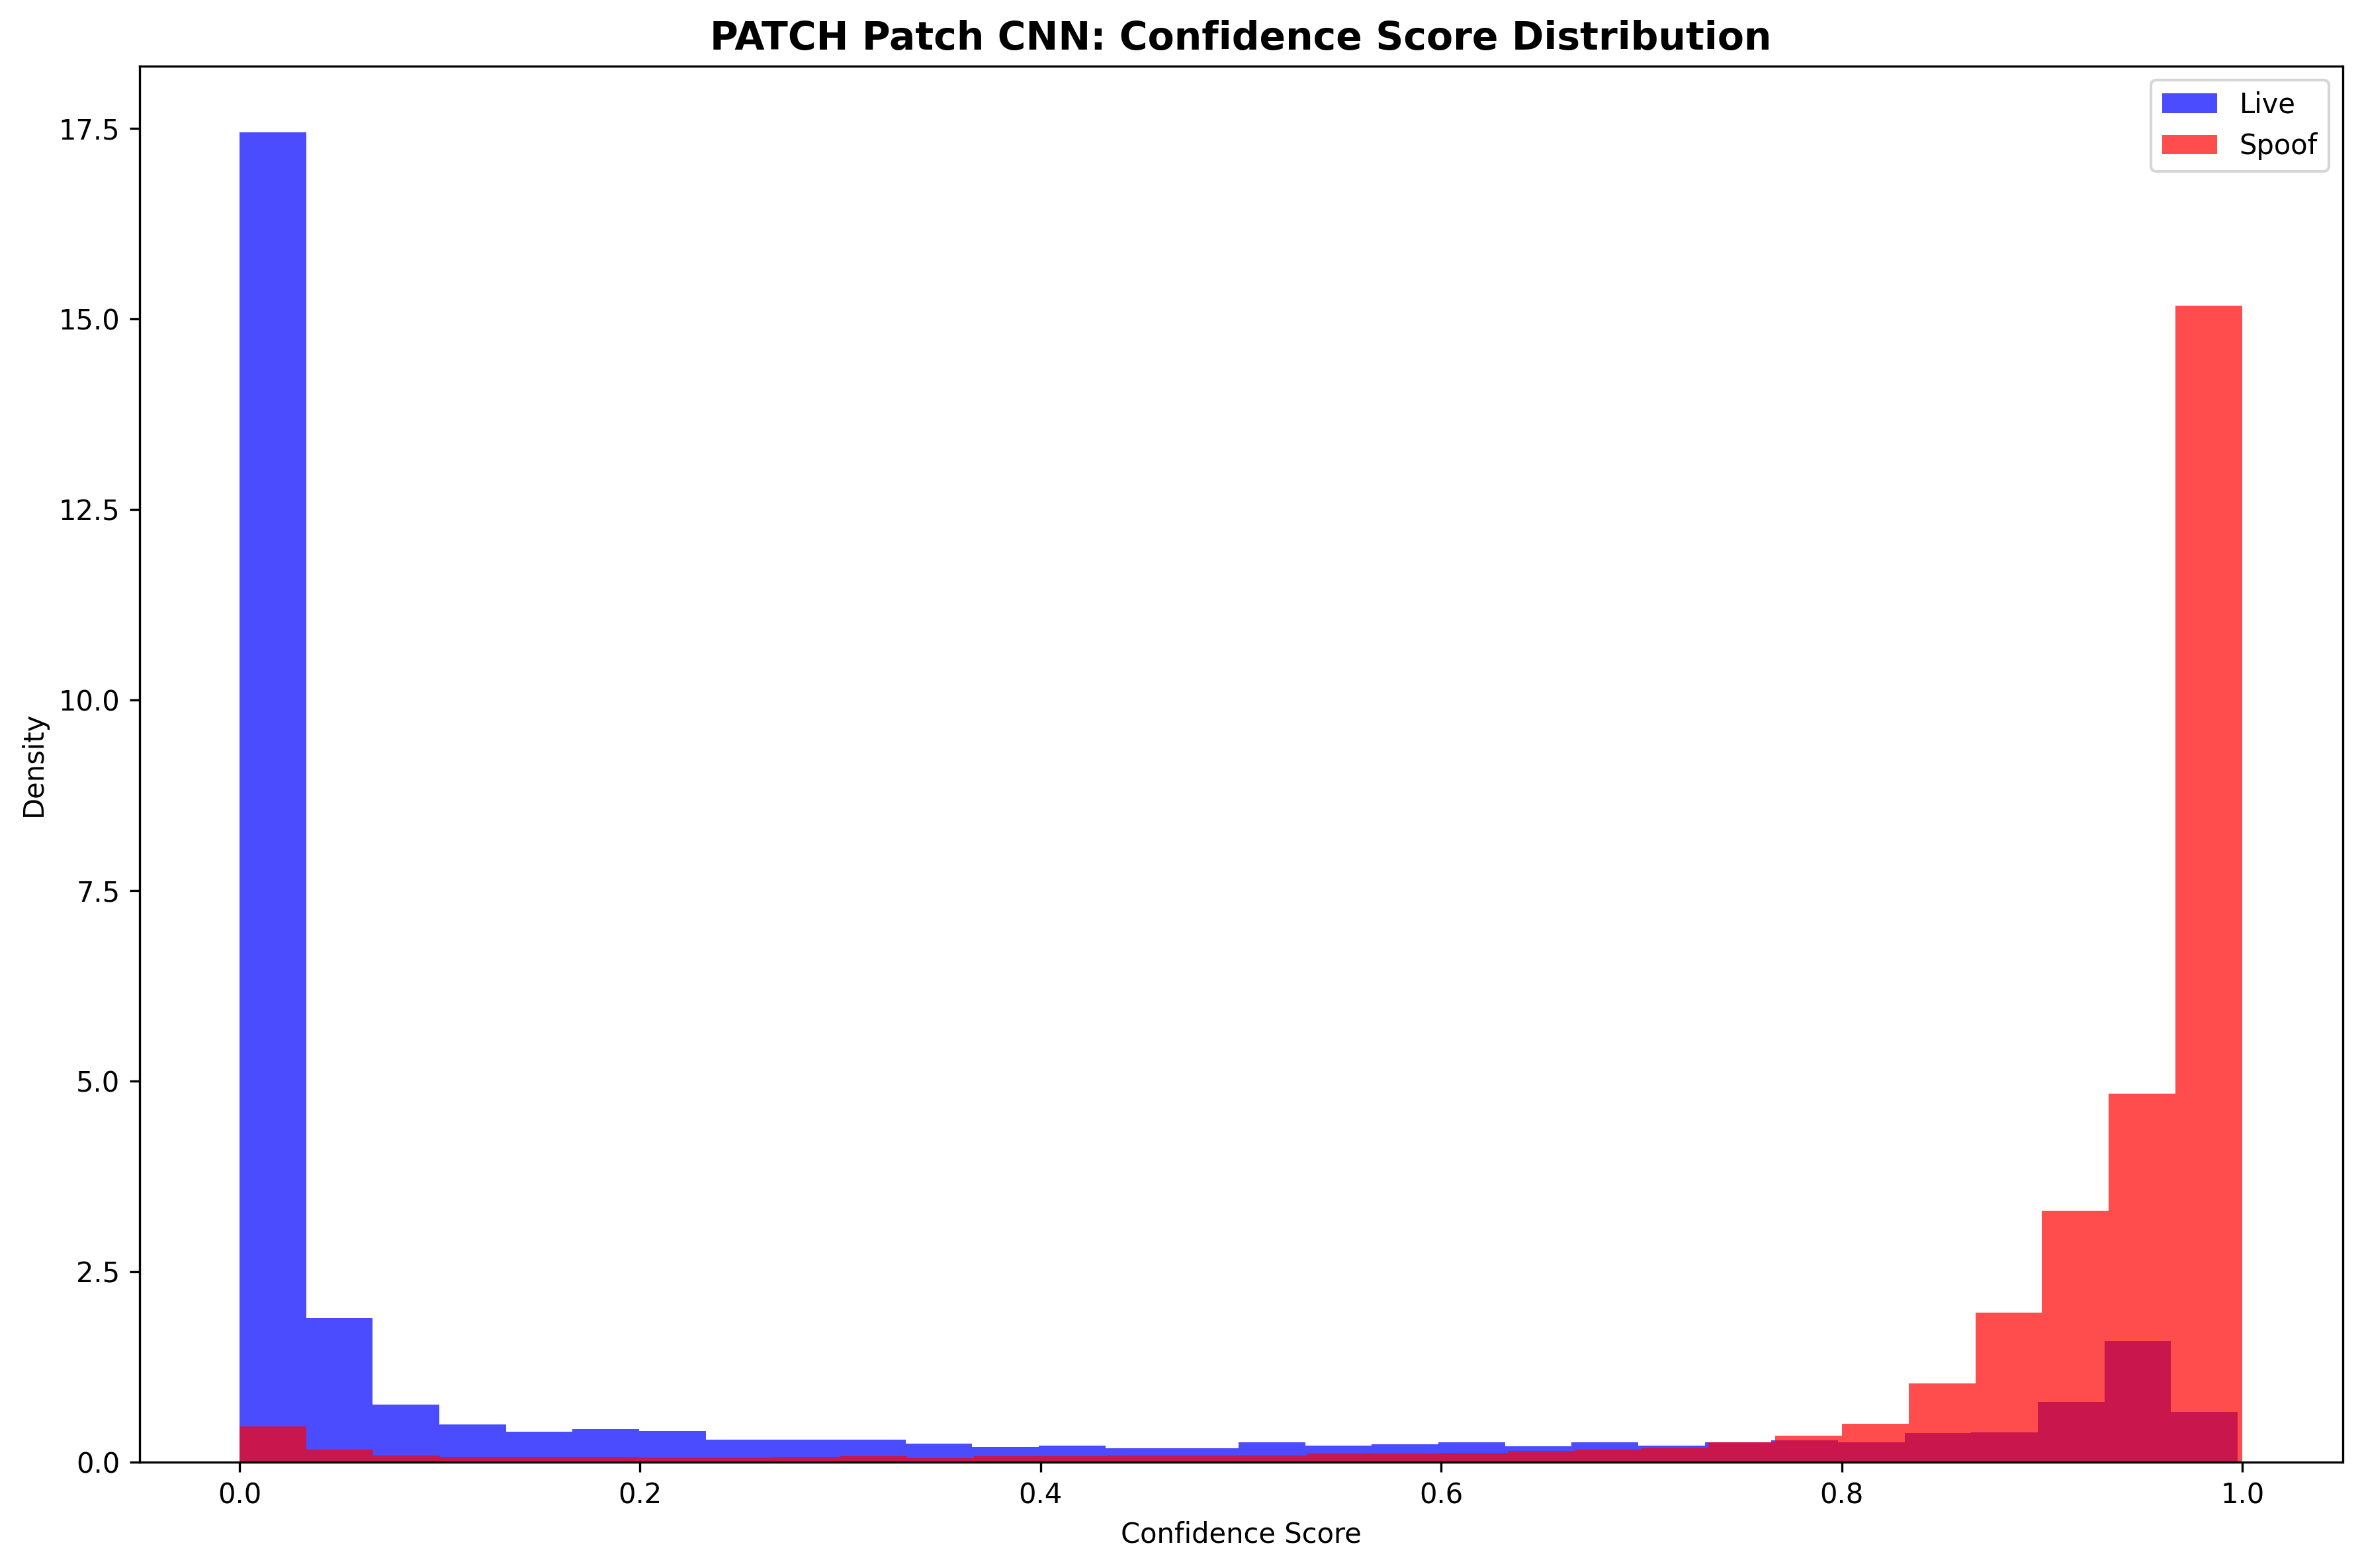 PATCH Patch CNN: Confidence Score Distribution
Live
Spoof
17.5
15.0
12.5
10.0
7.5
5.0
2.5
0.0
Density
0.0 0.2 0.4 0.6 0.8 1.0
Confidence Score